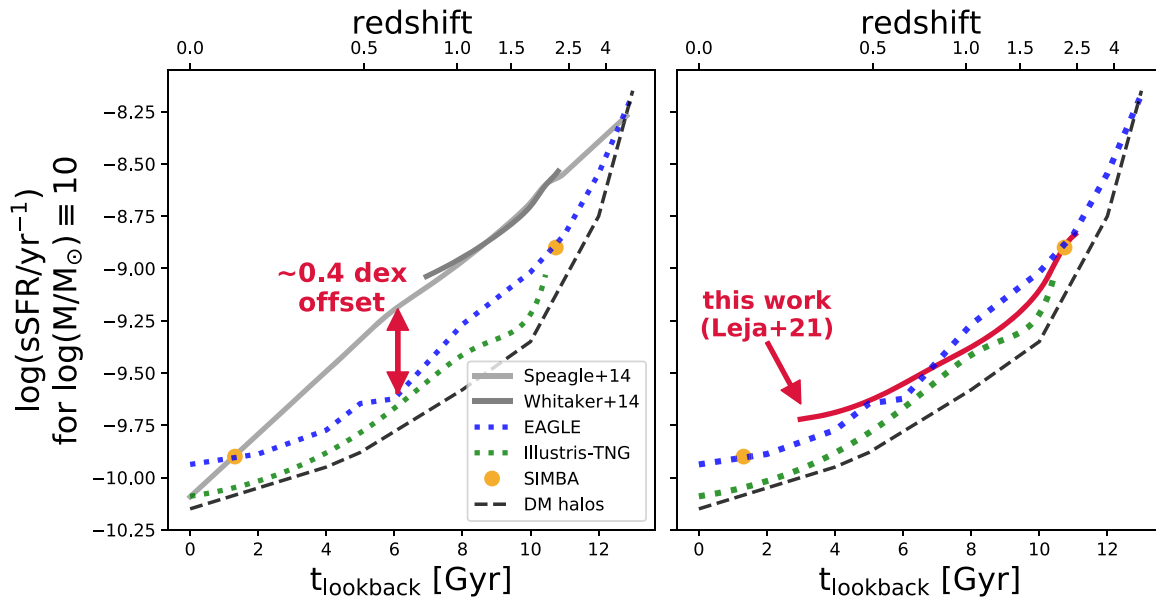 redshift
redshift
0.0 0.5 1.0 1.5 2.5 4
0.0 0.5 1.0 1.5 2.5 4
log(sSFR/yr⁻¹)
for log(M/M⊙) ≡ 10
−8.25
−8.50
−8.75
−9.00
−9.25
−9.50
−9.75
−10.00
−10.25
~0.4 dex
offset
Speagle+14
Whitaker+14
EAGLE
Illustris-TNG
SIMBA
DM halos
this work
(Leja+21)
0 2 4 6 8 10 12
0 2 4 6 8 10 12
t_lookback [Gyr]
t_lookback [Gyr]